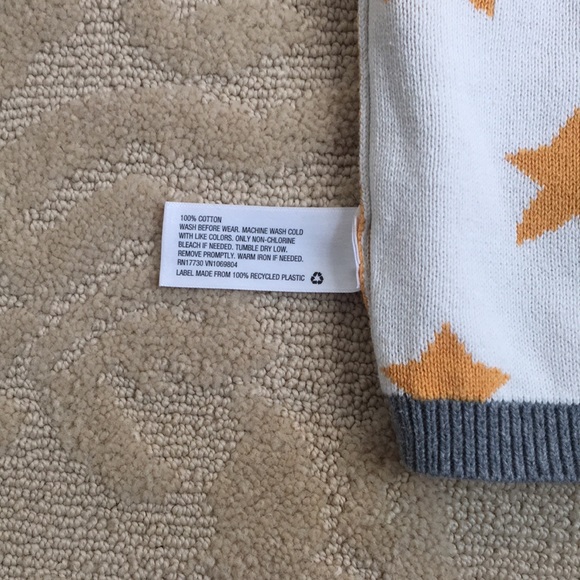 100% COTTON
WASH BEFORE WEAR. MACHINE WASH COLD
WITH LIKE COLORS. ONLY NON-CHLORINE
BLEACH IF NEEDED. TUMBLE DRY LOW.
REMOVE PROMPTLY. WARM IRON IF NEEDED.
RN17730 VN1069804
LABEL MADE FROM 100% RECYCLED PLASTIC